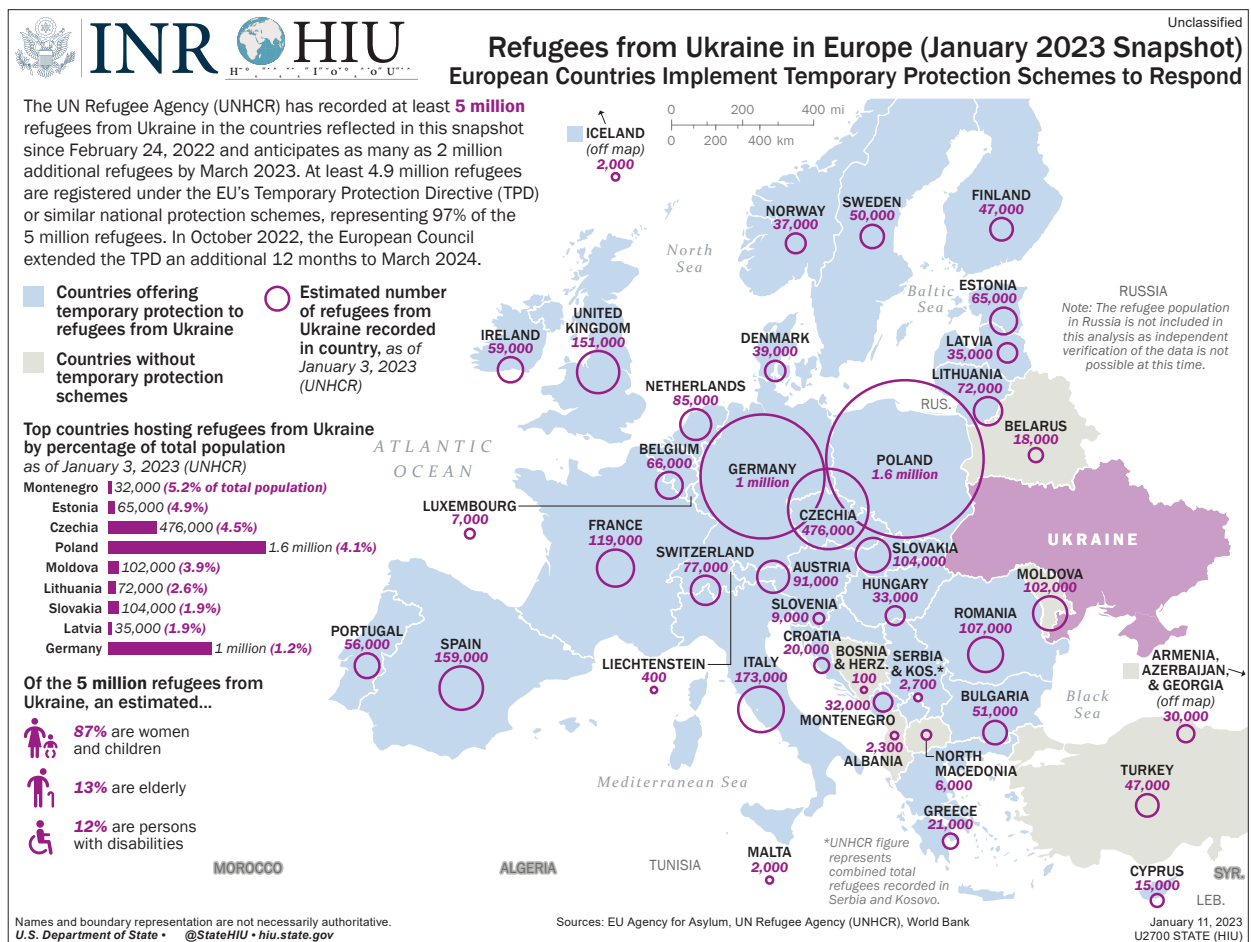 Unclassified
INR
HIU
Refugees from Ukraine in Europe (January 2023 Snapshot)
European Countries Implement Temporary Protection Schemes to Respond
The UN Refugee Agency (UNHCR) has recorded at least 5 million
refugees from Ukraine in the countries reflected in this snapshot
since February 24, 2022 and anticipates as many as 2 million
additional refugees by March 2023. At least 4.9 million refugees
are registered under the EU's Temporary Protection Directive (TPD)
or similar national protection schemes, representing 97% of the
5 million refugees. In October 2022, the European Council
extended the TPD an additional 12 months to March 2024.
Countries offering
temporary protection to
refugees from Ukraine
Countries without
temporary protection
schemes
Estimated number
of refugees from
Ukraine recorded
in country, as of
January 3, 2023
(UNHCR)
Top countries hosting refugees from Ukraine
by percentage of total population
as of January 3, 2023 (UNHCR)
Montenegro 32,000 (5.2% of total population)
Estonia 65,000 (4.9%)
Czechia 476,000 (4.5%)
Poland 1.6 million (4.1%)
Moldova 102,000 (3.9%)
Lithuania 72,000 (2.6%)
Slovakia 104,000 (1.9%)
Latvia 35,000 (1.9%)
Germany 1 million (1.2%)
Of the 5 million refugees from
Ukraine, an estimated...
87% are women
and children
13% are elderly
12% are persons
with disabilities
0 200 400 mi
0 200 400 km
ICELAND
(off map)
2,000
NORWAY
37,000
SWEDEN
50,000
FINLAND
47,000
North
Sea
Baltic
Sea
ESTONIA
65,000
LATVIA
35,000
LITHUANIA
72,000
RUS.
RUSSIA
Note: The refugee population
in Russia is not included in
this analysis as independent
verification of the data is not
possible at this time.
IRELAND
59,000
UNITED
KINGDOM
151,000
DENMARK
39,000
NETHERLANDS
85,000
BELGIUM
66,000
BELARUS
18,000
GERMANY
1 million
POLAND
1.6 million
ATLANTIC
OCEAN
LUXEMBOURG
7,000
CZECHIA
476,000
UKRAINE
FRANCE
119,000
SWITZERLAND
77,000
AUSTRIA
91,000
SLOVAKIA
104,000
HUNGARY
33,000
MOLDOVA
102,000
ROMANIA
107,000
SLOVENIA
9,000
CROATIA
20,000
BOSNIA
& HERZ.
100
SERBIA
& KOS.*
2,700
PORTUGAL
56,000
SPAIN
159,000
LIECHTENSTEIN
400
ITALY
173,000
32,000
MONTENEGRO
BULGARIA
51,000
Black
Sea
ARMENIA,
AZERBAIJAN,
& GEORGIA
(off map)
30,000
2,300
ALBANIA
NORTH
MACEDONIA
6,000
Mediterranean Sea
TURKEY
47,000
GREECE
21,000
MALTA
2,000
*UNHCR figure
represents
combined total
refugees recorded in
Serbia and Kosovo.
CYPRUS
15,000
SYR.
LEB.
MOROCCO
ALGERIA
TUNISIA
Names and boundary representation are not necessarily authoritative.
U.S. Department of State • @StateHIU • hiu.state.gov
Sources: EU Agency for Asylum, UN Refugee Agency (UNHCR), World Bank
January 11, 2023
U2700 STATE (HIU)